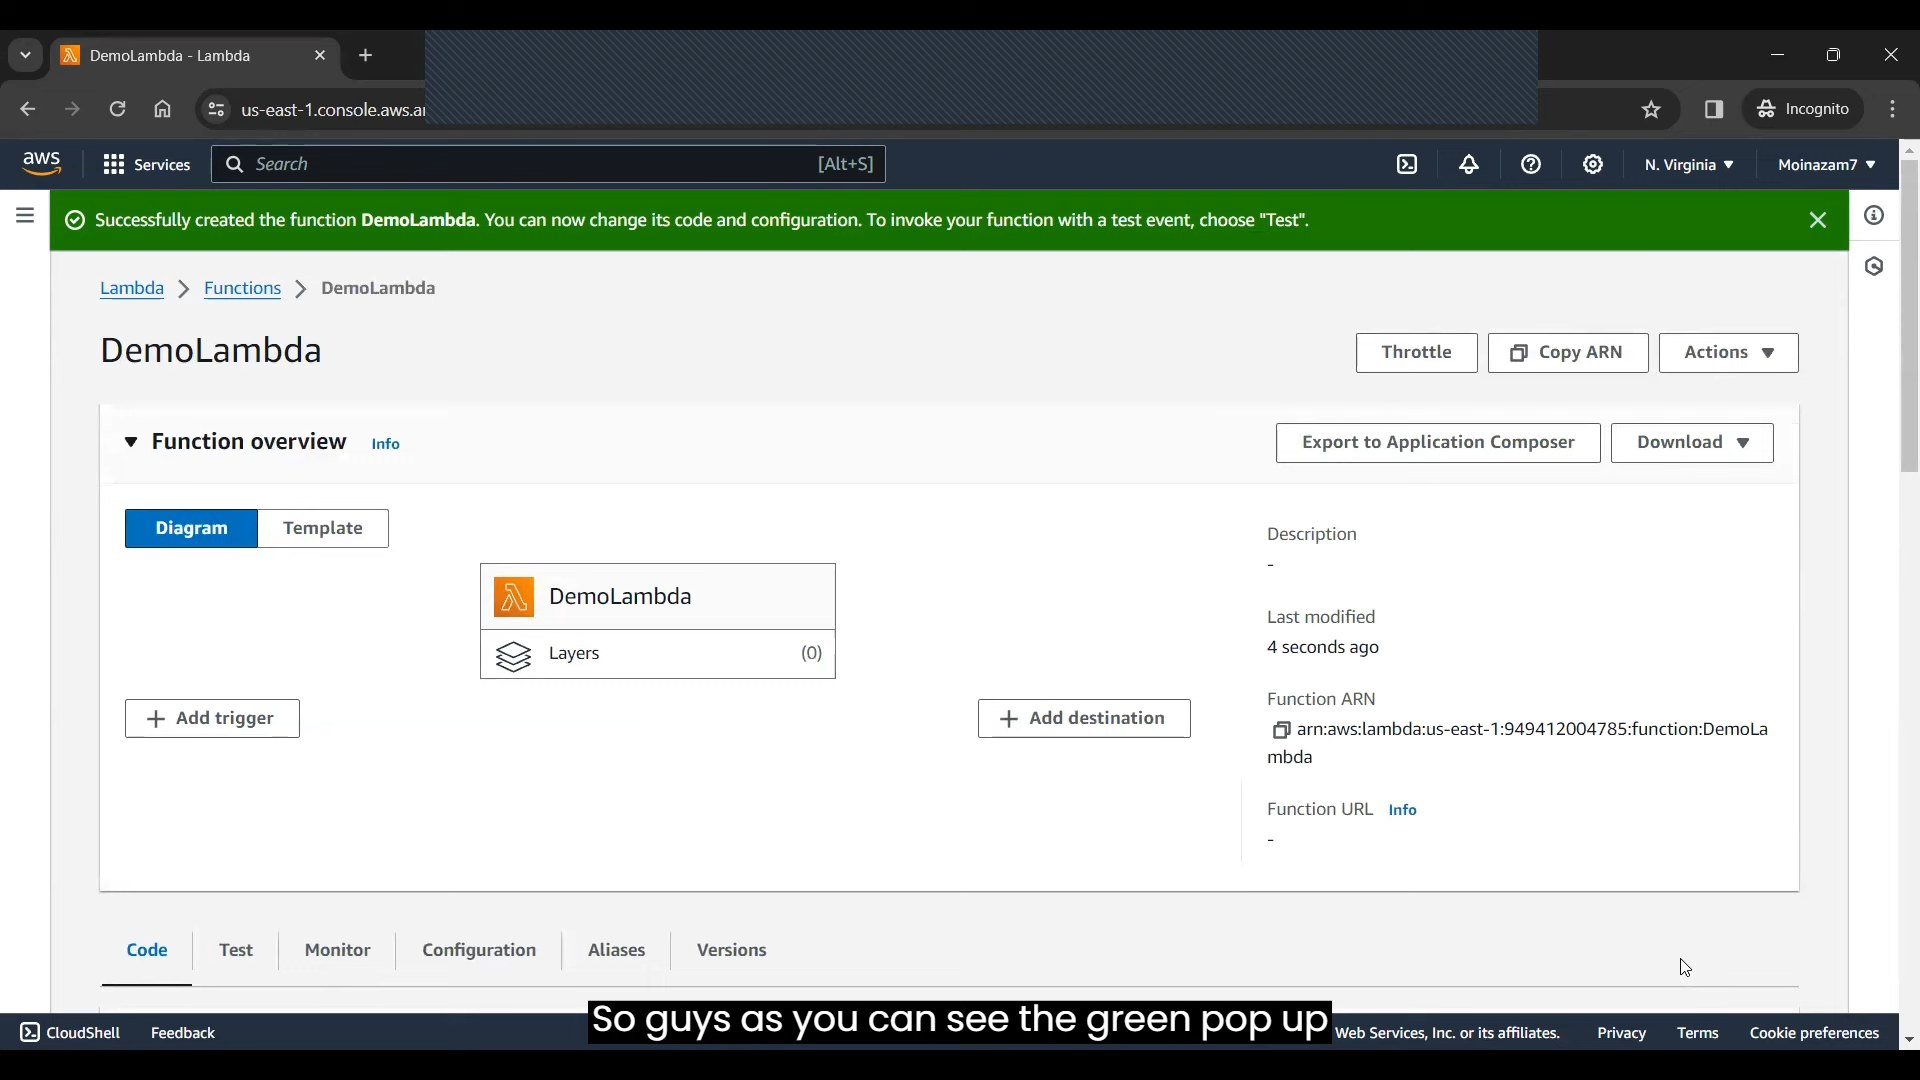 DemoLambda - Lambda
us-east-1.console.aws.a
Incognito
aws
Services
Search
[Alt+S]
N. Virginia
Moinazam7
Successfully created the function DemoLambda. You can now change its code and configuration. To invoke your function with a test event, choose "Test".
Lambda > Functions > DemoLambda
DemoLambda
Throttle
Copy ARN
Actions
Function overview Info
Export to Application Composer
Download
Diagram
Template
DemoLambda
Layers
(0)
+ Add trigger
+ Add destination
Description
-
Last modified
4 seconds ago
Function ARN
arn:aws:lambda:us-east-1:949412004785:function:DemoLa
mbda
Function URL Info
-
Code
Test
Monitor
Configuration
Aliases
Versions
So guys as you can see the green pop up
CloudShell
Feedback
Web Services, Inc. or its affiliates.
Privacy
Terms
Cookie preferences